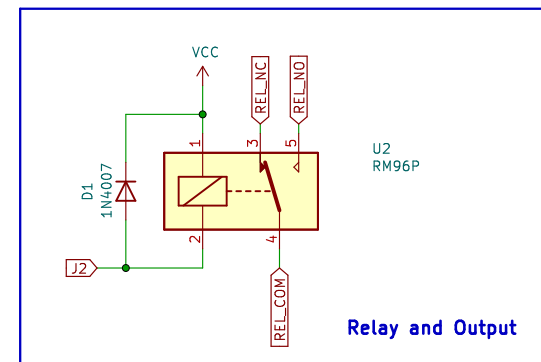 VCC
REL_NC
REL_NO
1
3
5
U2
RM96P
D1
1N4007
2
4
J2
REL_COM
Relay and Output